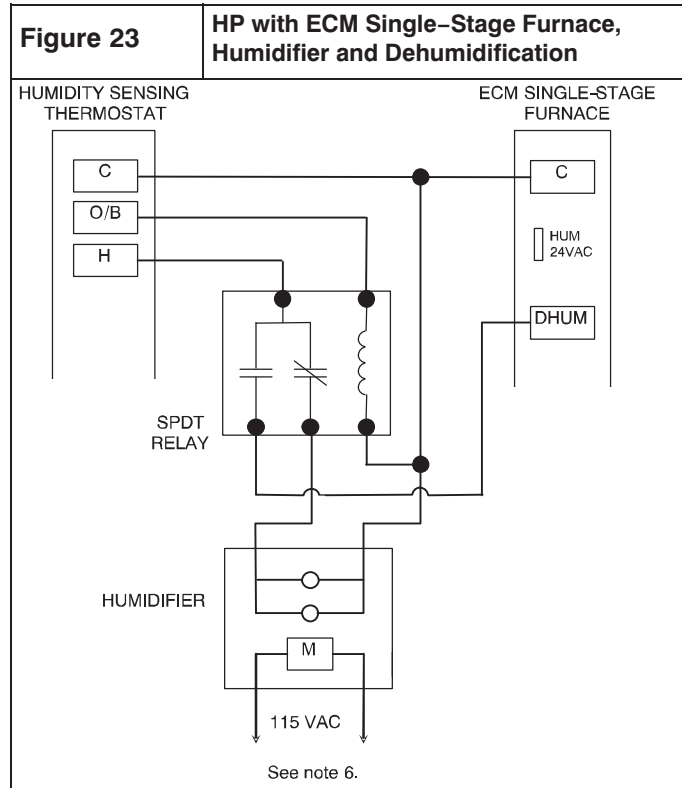 Figure 23
HP with ECM Single-Stage Furnace,
Humidifier and Dehumidification
HUMIDITY SENSING
THERMOSTAT
ECM SINGLE-STAGE
FURNACE
C
O/B
H
C
HUM
24VAC
DHUM
SPDT
RELAY
HUMIDIFIER
M
115 VAC
See note 6.